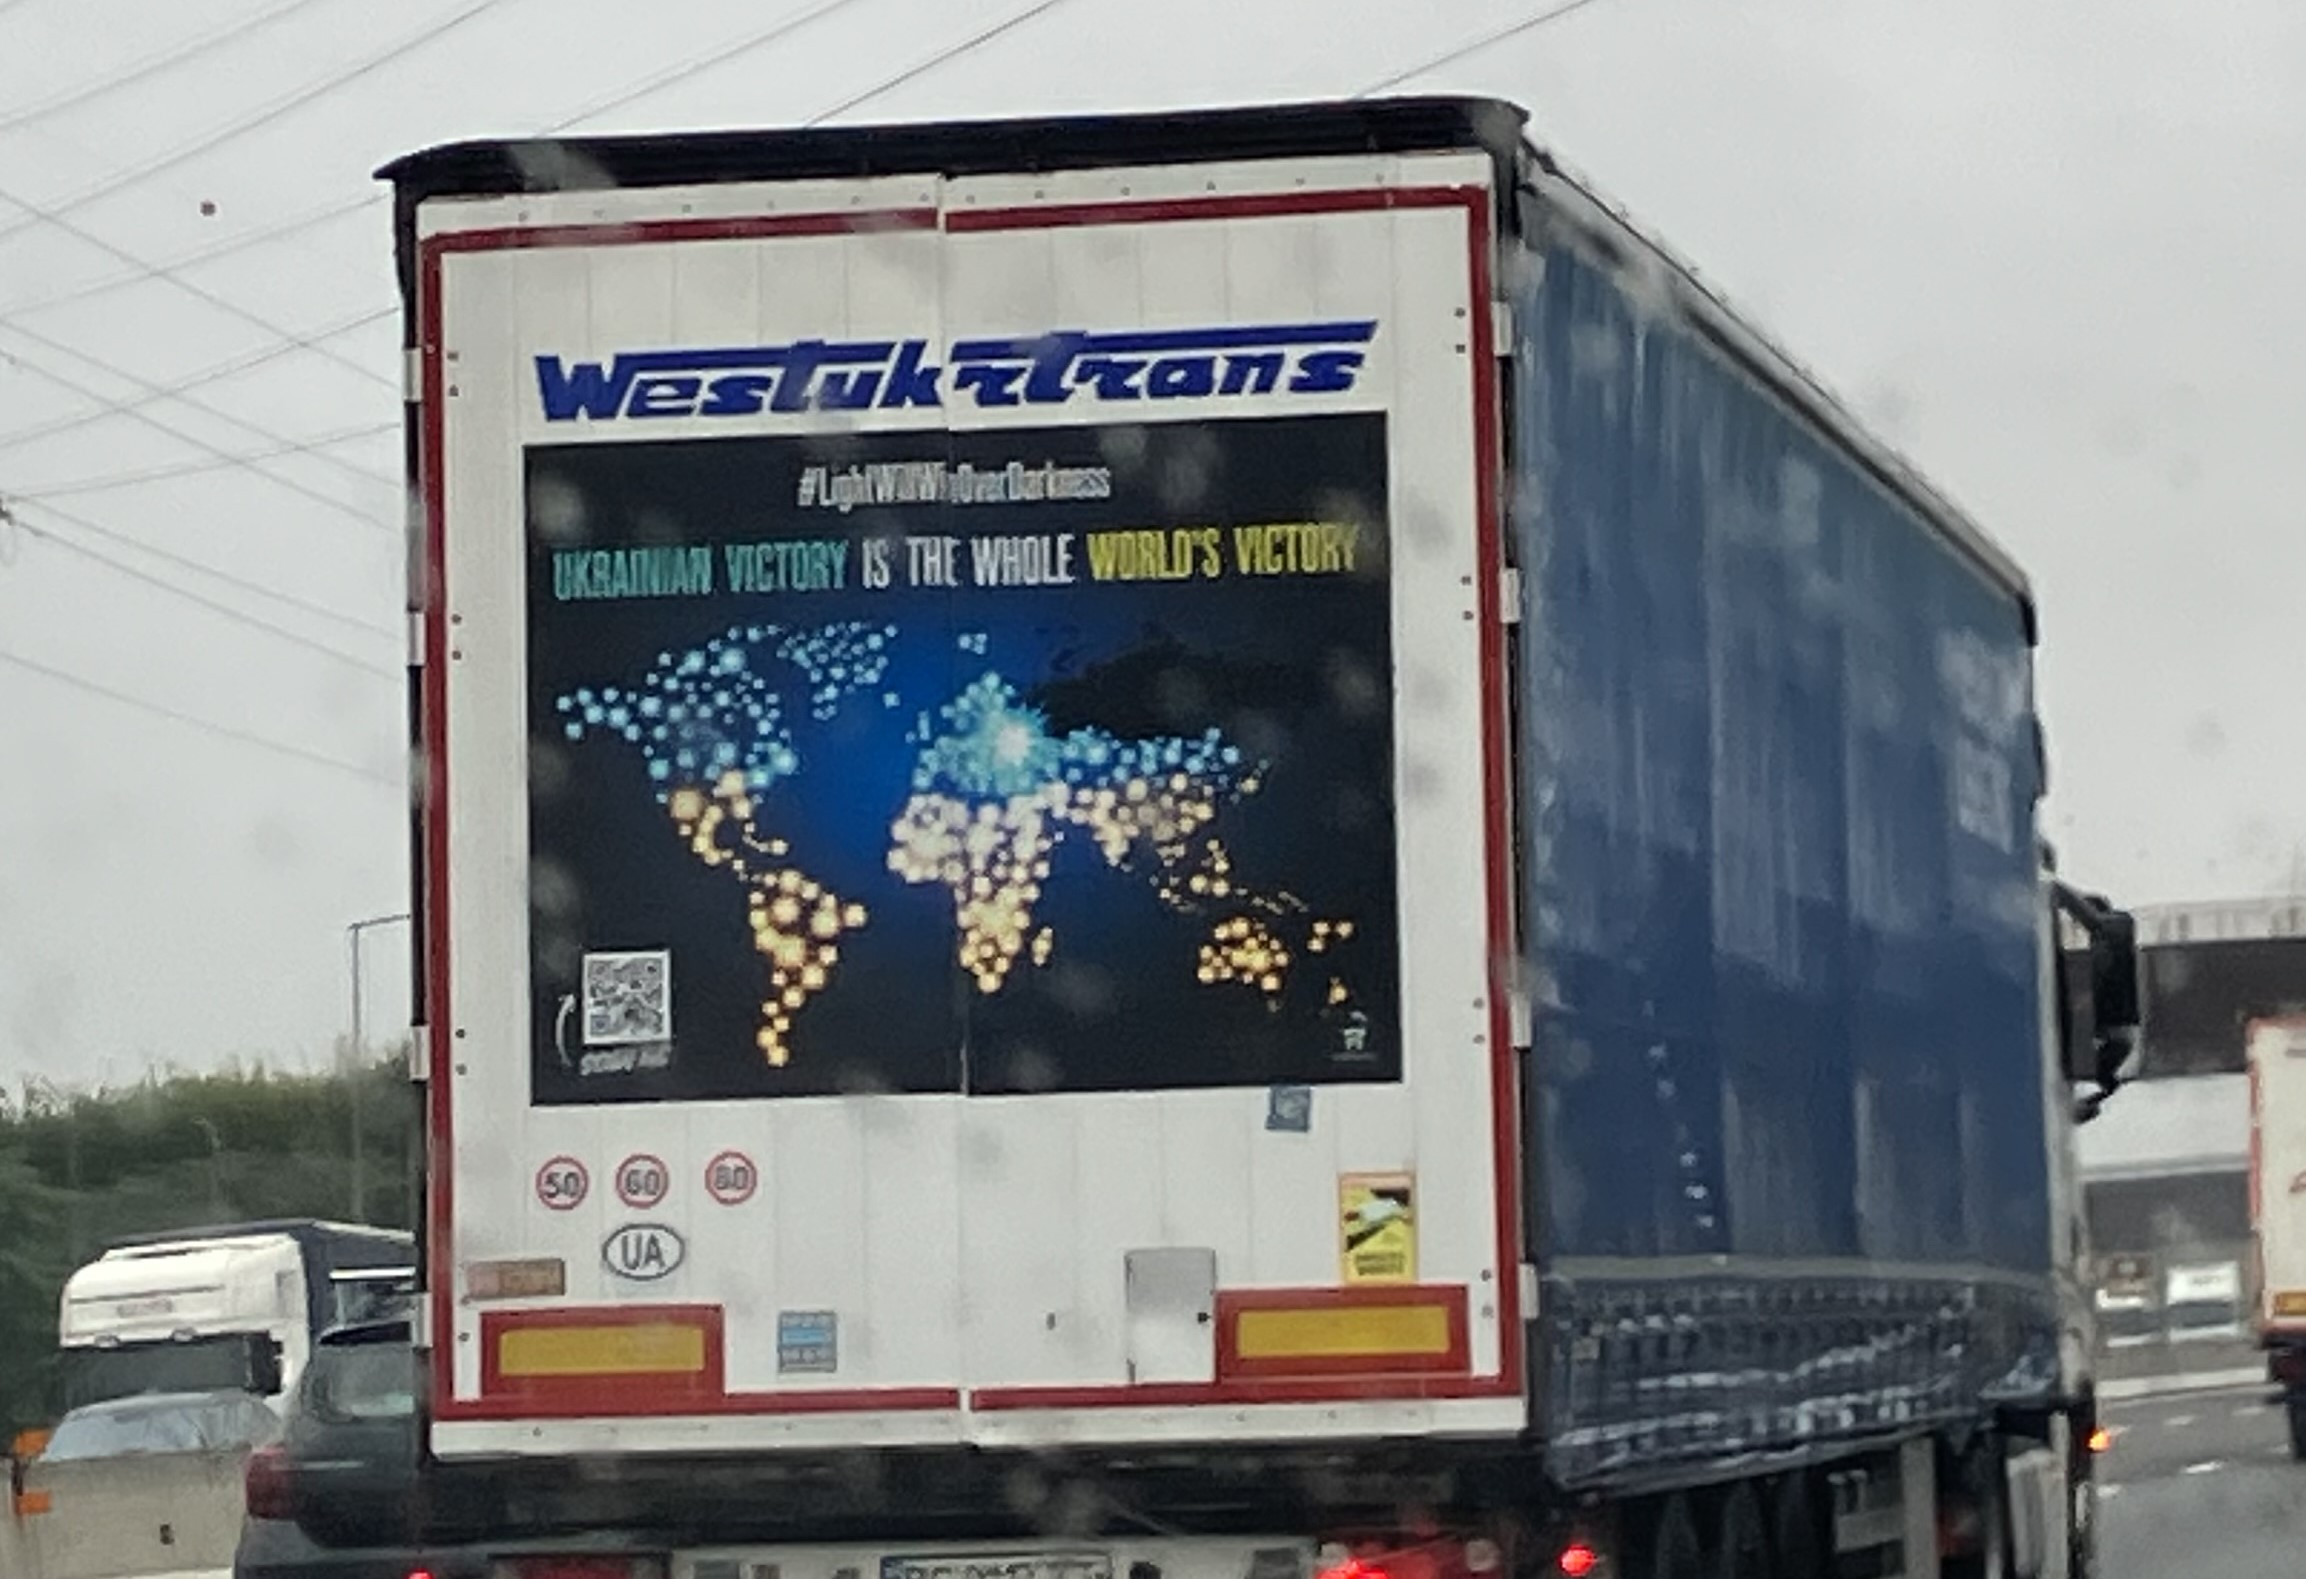 Westukrtrans
#LightWillWinOverDarkness
UKRAINIAN VICTORY IS THE WHOLE WORLD'S VICTORY
50 60 80
UA